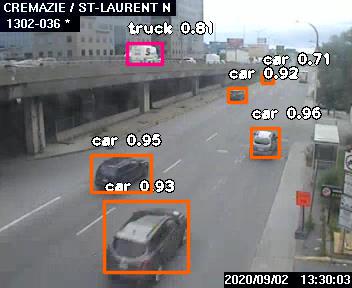 CREMAZIE / ST-LAURENT N
1302-036 *
truck 0.81
car 0.71
car 0.92
car 0.96
car 0.95
car 0.93
2020/09/02 13:30:03